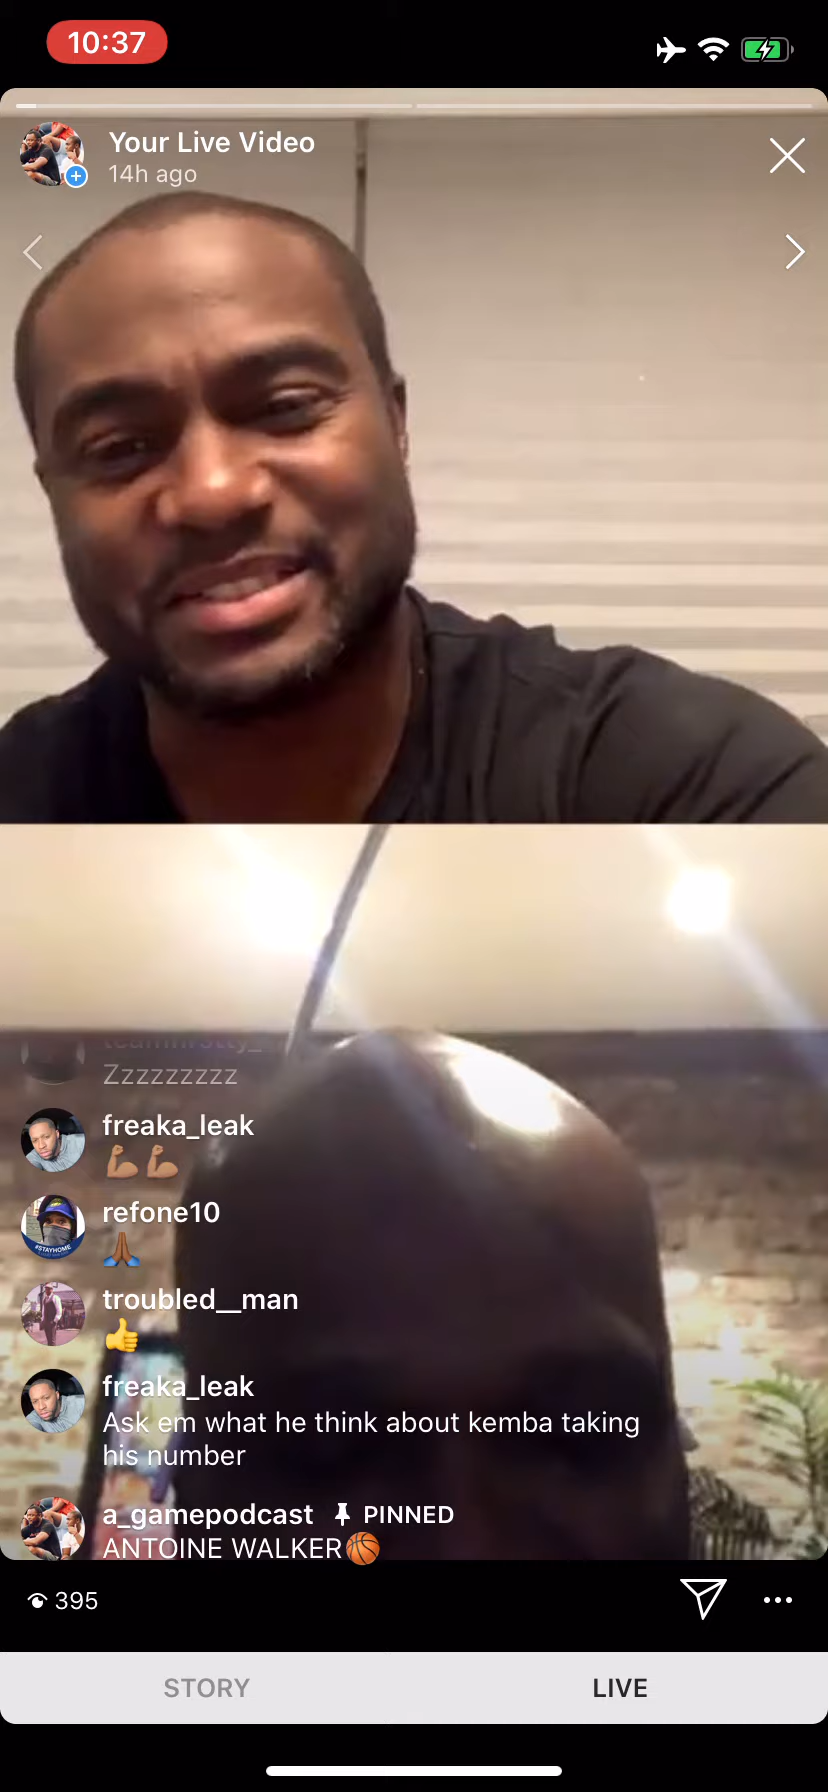 10:37
Your Live Video
14h ago
Zzzzzzzzz
freaka_leak
💪🏽💪🏽
refone10
#STAYHOME
🙏🏾
troubled__man
👍
freaka_leak
Ask em what he think about kemba taking
his number
a_gamepodcast PINNED
ANTOINE WALKER🏀
395
STORY
LIVE